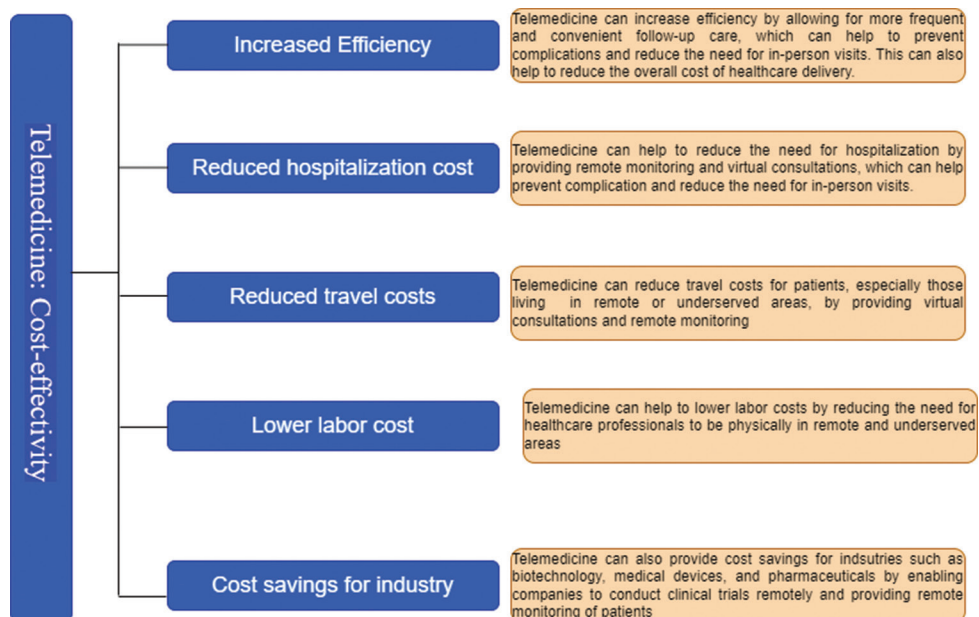 Telemedicine: Cost-effectivity
Increased Efficiency
Telemedicine can increase efficiency by allowing for more frequent
and convenient follow-up care, which can help to prevent
complications and reduce the need for in-person visits. This can also
help to reduce the overall cost of healthcare delivery.
Reduced hospitalization cost
Telemedicine can help to reduce the need for hospitalization by
providing remote monitoring and virtual consultations, which can help
prevent complication and reduce the need for in-person visits.
Reduced travel costs
Telemedicine can reduce travel costs for patients, especially those
living in remote or underserved areas, by providing virtual
consultations and remote monitoring
Lower labor cost
Telemedicine can help to lower labor costs by reducing the need for
healthcare professionals to be physically in remote and underserved
areas
Cost savings for industry
Telemedicine can also provide cost savings for indsutries such as
biotechnology, medical devices, and pharmaceuticals by enabling
companies to conduct clinical trials remotely and providing remote
monitoring of patients